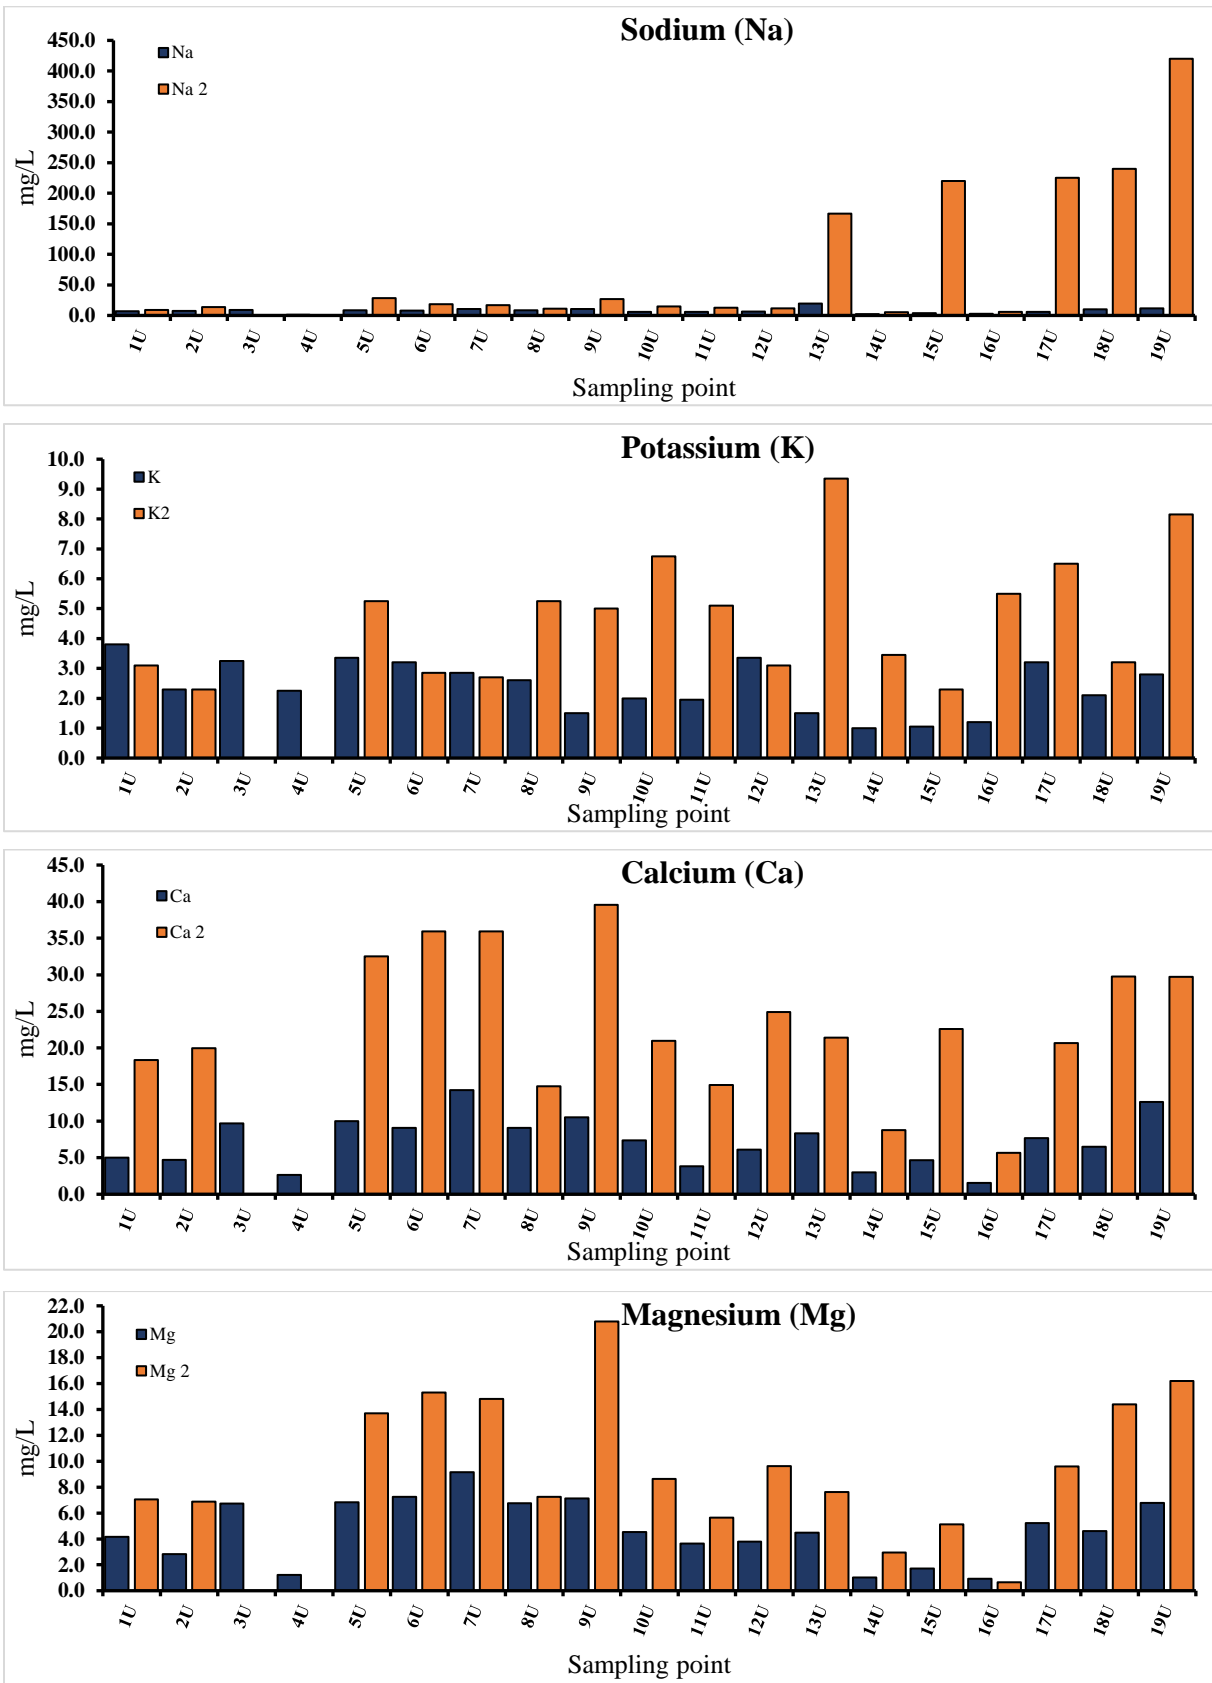 Sodium (Na)
450.0
400.0
350.0
300.0
250.0
200.0
150.0
100.0
50.0
0.0
mg/L
Na
Na 2
1U 2U 3U 4U 5U 6U 7U 8U 9U 10U 11U 12U 13U 14U 15U 16U 17U 18U 19U
Sampling point
Potassium (K)
10.0
9.0
8.0
7.0
6.0
5.0
4.0
3.0
2.0
1.0
0.0
mg/L
K
K2
1U 2U 3U 4U 5U 6U 7U 8U 9U 10U 11U 12U 13U 14U 15U 16U 17U 18U 19U
Sampling point
Calcium (Ca)
45.0
40.0
35.0
30.0
25.0
20.0
15.0
10.0
5.0
0.0
mg/L
Ca
Ca 2
1U 2U 3U 4U 5U 6U 7U 8U 9U 10U 11U 12U 13U 14U 15U 16U 17U 18U 19U
Sampling point
Magnesium (Mg)
22.0
20.0
18.0
16.0
14.0
12.0
10.0
8.0
6.0
4.0
2.0
0.0
mg/L
Mg
Mg 2
1U 2U 3U 4U 5U 6U 7U 8U 9U 10U 11U 12U 13U 14U 15U 16U 17U 18U 19U
Sampling point